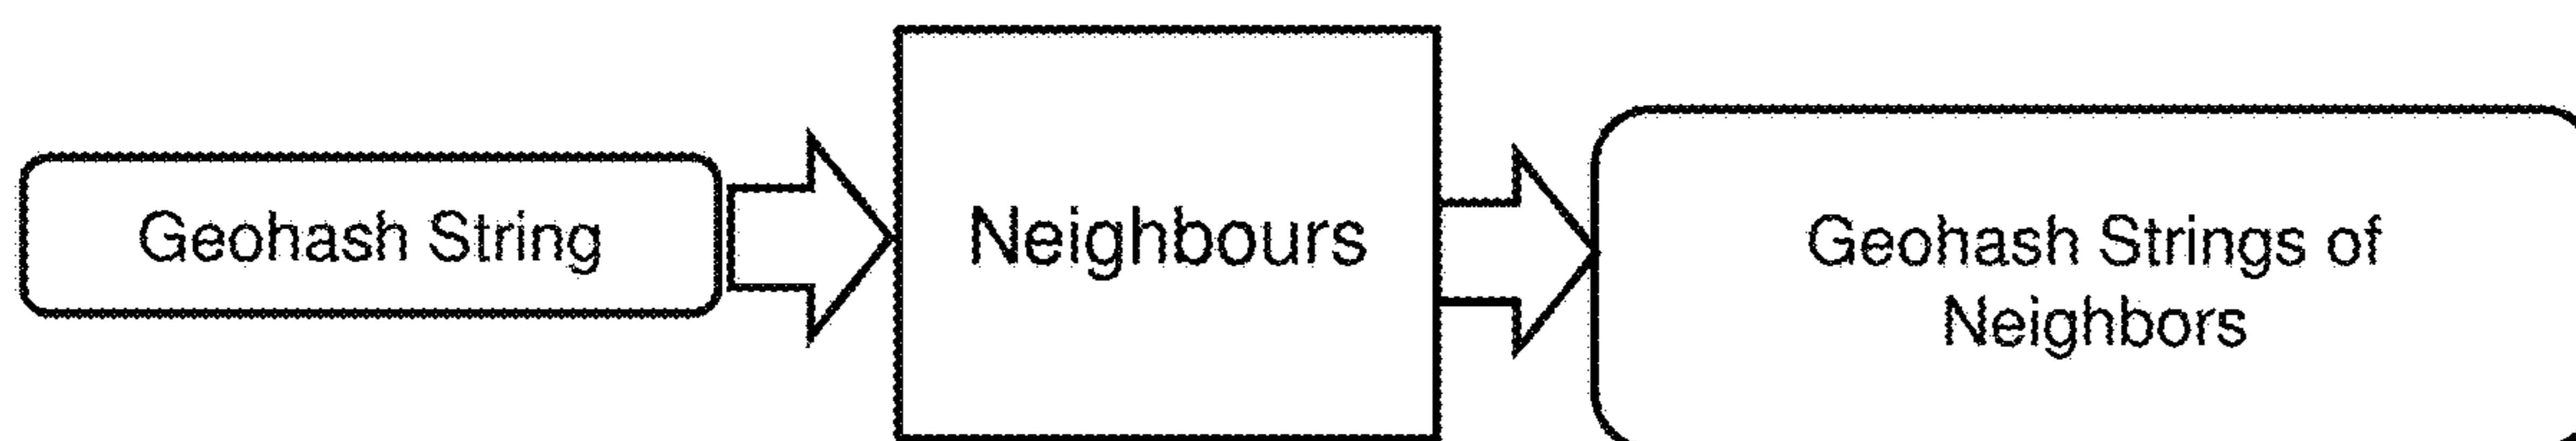 Geohash String
Neighbours
Geohash Strings of
Neighbors